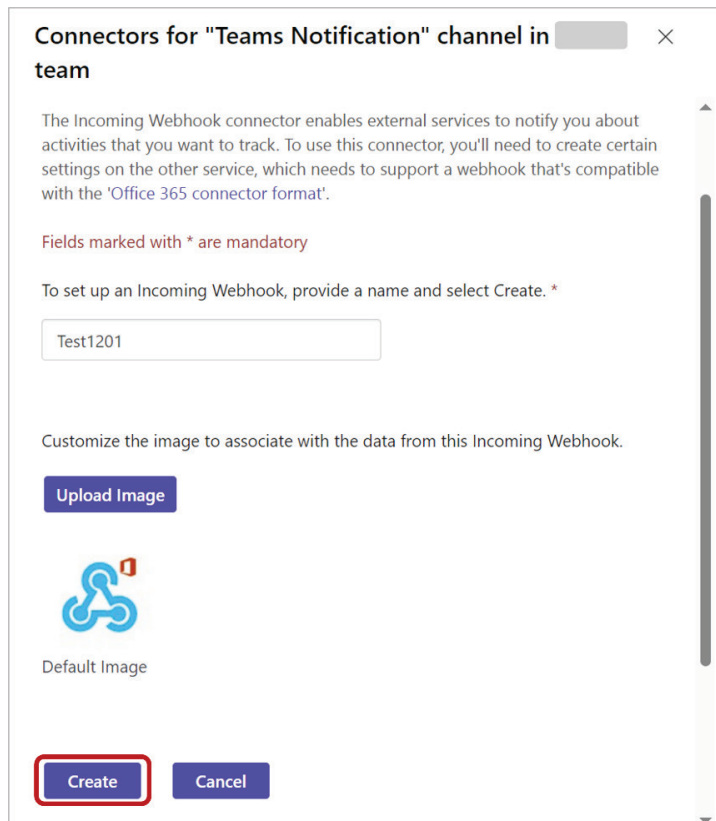 Connectors for "Teams Notification" channel in
team
The Incoming Webhook connector enables external services to notify you about
activities that you want to track. To use this connector, you'll need to create certain
settings on the other service, which needs to support a webhook that's compatible
with the 'Office 365 connector format'.
Fields marked with * are mandatory
To set up an Incoming Webhook, provide a name and select Create. *
Test1201
Customize the image to associate with the data from this Incoming Webhook.
Upload Image
Default Image
Create Cancel